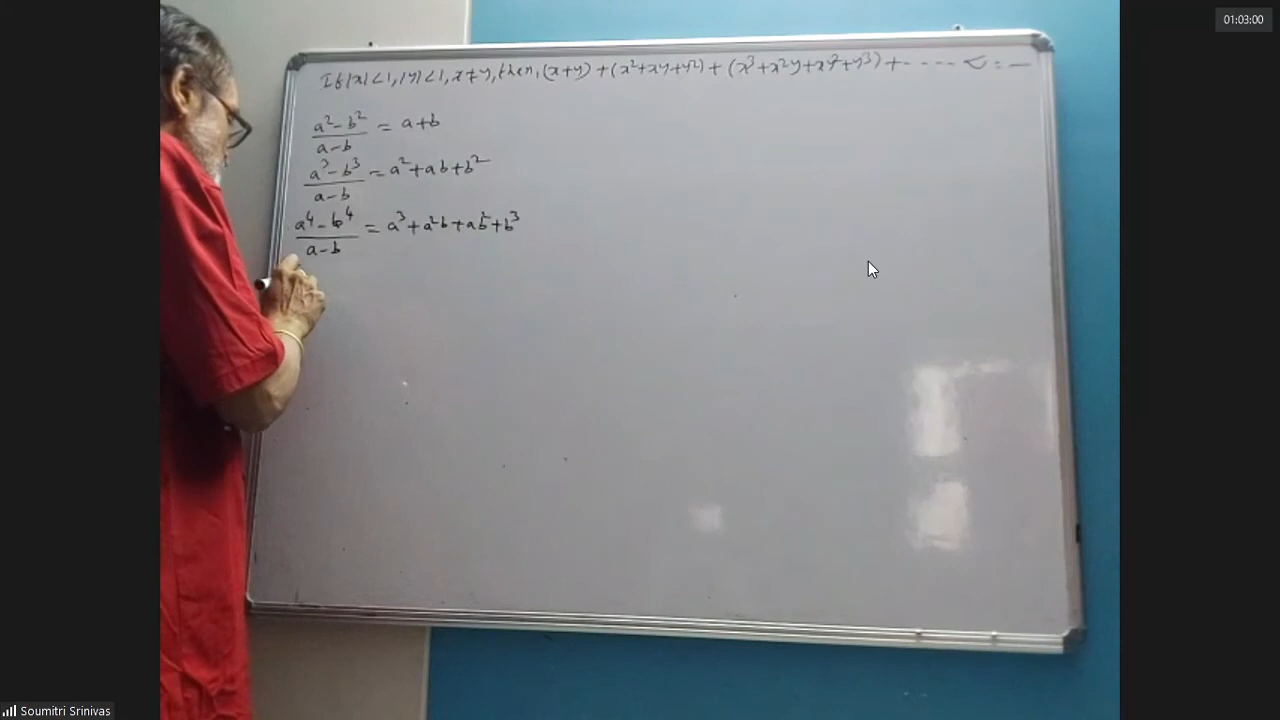 01:03:00
If |x|<1, |y|<1, x≠y, then, (x+y) + (x²+xy+y²) + (x³+x²y+xy²+y³) + - - - - - ∞ = —
a²-b² / a-b = a+b
a³-b³ / a-b = a²+ab+b²
a⁴-b⁴ / a-b = a³+a²b+ab²+b³
Soumitri Srinivas